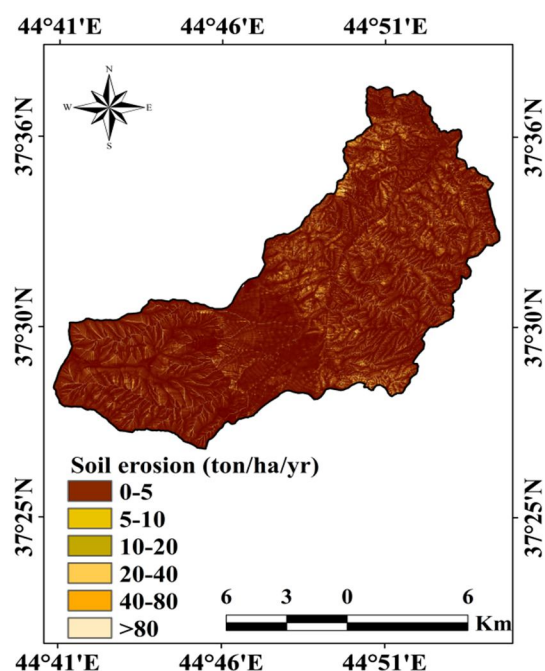 44°41'E 44°46'E 44°51'E
N
W E
S
37°36'N 37°36'N
37°30'N 37°30'N
37°25'N 37°25'N
Soil erosion (ton/ha/yr)
0-5
5-10
10-20
20-40
40-80
>80
6 3 0 6
Km
44°41'E 44°46'E 44°51'E